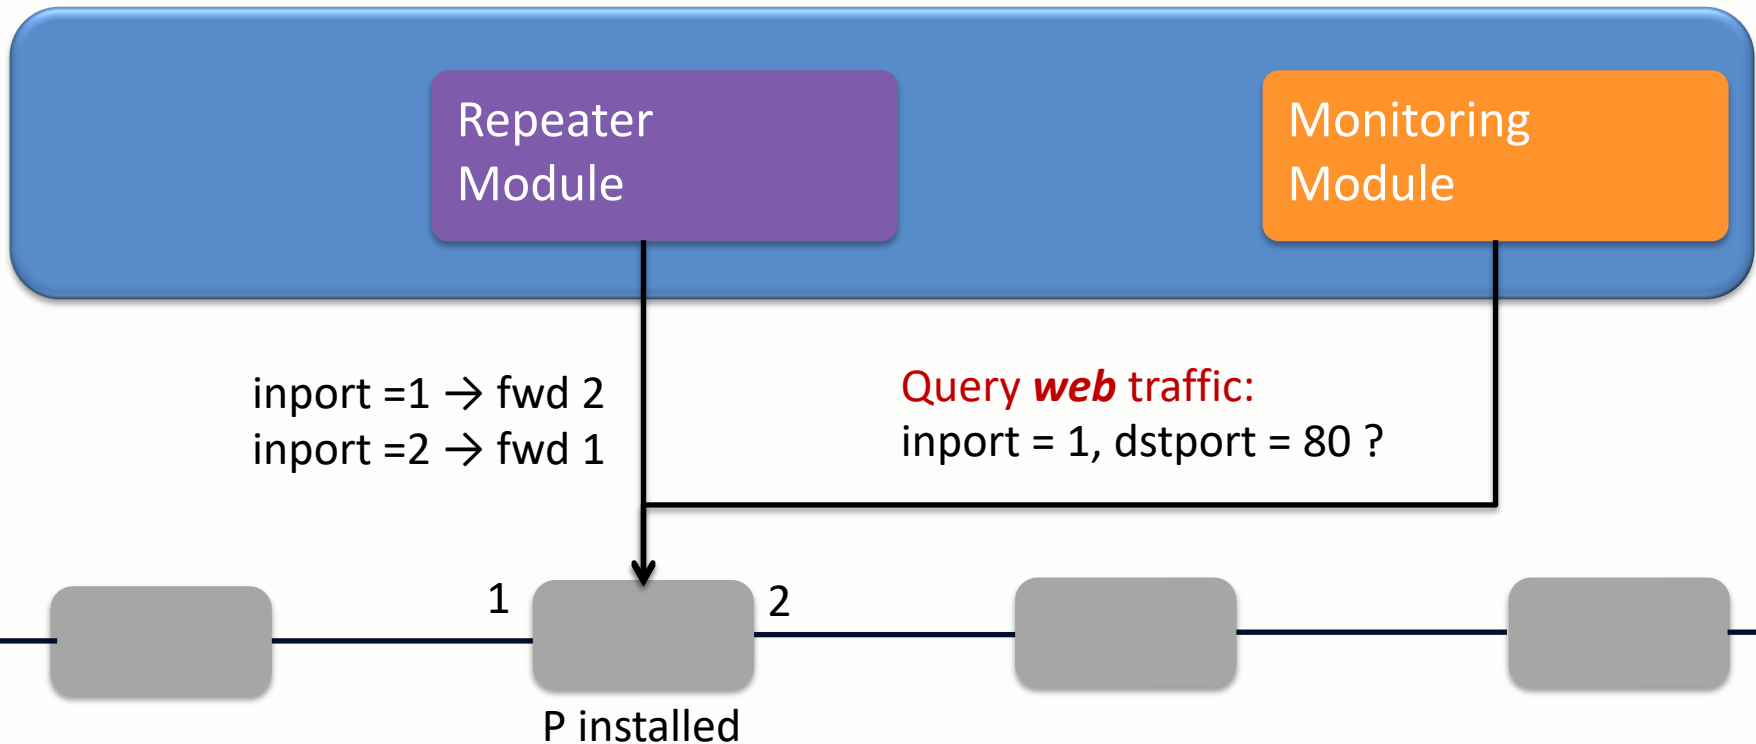 Repeater
Module
Monitoring
Module
inport =1 → fwd 2
inport =2 → fwd 1
Query web traffic:
inport = 1, dstport = 80 ?
1
2
P installed